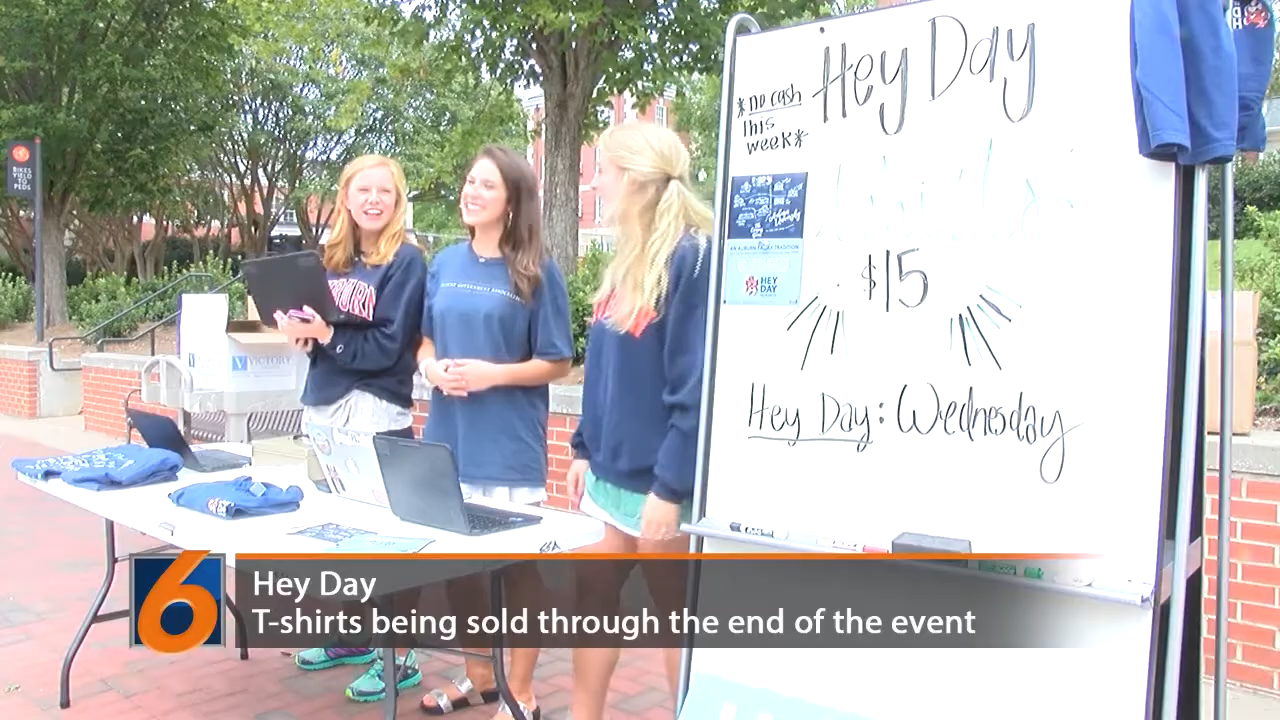 Hey Day
*no cash
this
week*
AN AUBURN FAMILY TRADITION
HEY
DAY
$15
Hey Day: Wednesday
BIKES
YIELD
TO
PEDS
VICTORY
6
Hey Day
T-shirts being sold through the end of the event